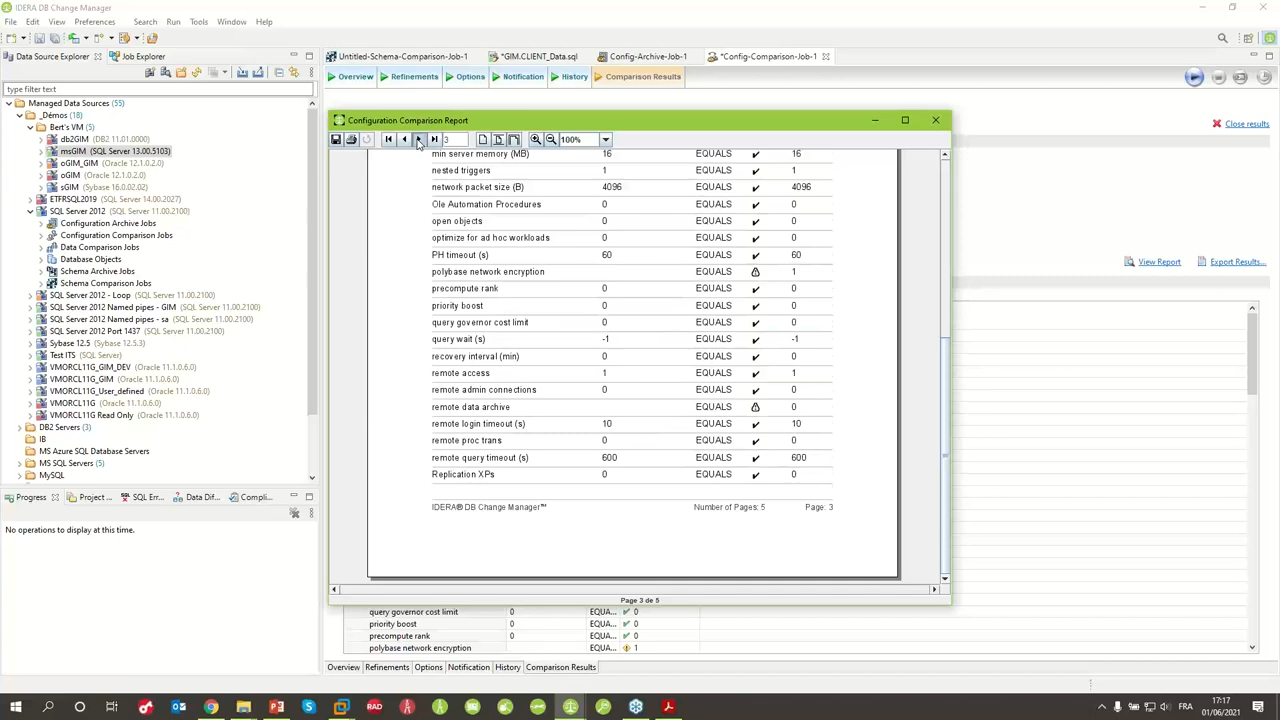 IDERA DB Change Manager
File Edit View Preferences Search Run Tools Window Help
Data Source Explorer Job Explorer
Untitled-Schema-Comparison-Job-1 *GIM.CLIENT_Data.sql Config-Archive-Job-1 *Config-Comparison-Job-1
Overview Refinements Options Notification History Comparison Results
type filter text
Managed Data Sources (55)
_Démos (18)
Bert's VM (5)
db2GIM (DB2 11.01.0000)
msGIM (SQL Server 13.00.5103)
oGIM_GIM (Oracle 12.1.0.2.0)
oGIM (Oracle 12.1.0.2.0)
sGIM (Sybase 16.0.02.02)
ETFRSQL2019 (SQL Server 14.00.2027)
SQL Server 2012 (SQL Server 11.00.2100)
Configuration Archive Jobs
Configuration Comparison Jobs
Data Comparison Jobs
Database Objects
Schema Archive Jobs
Schema Comparison Jobs
SQL Server 2012 - Loop (SQL Server 11.00.2100)
SQL Server 2012 Named pipes - GIM (SQL Server 11.00.2100)
SQL Server 2012 Named pipes - sa (SQL Server 11.00.2100)
SQL Server 2012 Port 1437 (SQL Server 11.00.2100)
Sybase 12.5 (Sybase 12.5.3)
Test ITS (SQL Server)
VMORCL11G_GIM_DEV (Oracle 11.1.0.6.0)
VMORCL11G_GIM (Oracle 11.1.0.6.0)
VMORCL11G_User_defined (Oracle 11.1.0.6.0)
VMORCL11G (Oracle 11.1.0.6.0)
VMORCL11G Read Only (Oracle 11.1.0.6.0)
DB2 Servers (3)
IB
MS Azure SQL Database Servers
MS SQL Servers (5)
MySQL
Progress Project ... SQL Err... Data Dif... Compli...
No operations to display at this time.
Close results
View Report Export Results...
Configuration Comparison Report
3 100%
min server memory (MB) 16 EQUALS 16
nested triggers 1 EQUALS 1
network packet size (B) 4096 EQUALS 4096
Ole Automation Procedures 0 EQUALS 0
open objects 0 EQUALS 0
optimize for ad hoc workloads 0 EQUALS 0
PH timeout (s) 60 EQUALS 60
polybase network encryption EQUALS 1
precompute rank 0 EQUALS 0
priority boost 0 EQUALS 0
query governor cost limit 0 EQUALS 0
query wait (s) -1 EQUALS -1
recovery interval (min) 0 EQUALS 0
remote access 1 EQUALS 1
remote admin connections 0 EQUALS 0
remote data archive EQUALS 0
remote login timeout (s) 10 EQUALS 10
remote proc trans 0 EQUALS 0
remote query timeout (s) 600 EQUALS 600
Replication XPs 0 EQUALS 0
IDERA® DB Change Manager™ Number of Pages: 5 Page: 3
Page 3 de 5
query governor cost limit 0 EQUA... 0
priority boost 0 EQUA... 0
precompute rank 0 EQUA... 0
polybase network encryption EQUA... 1
Overview Refinements Options Notification History Comparison Results
RAD
FRA
17:17
01/06/2021